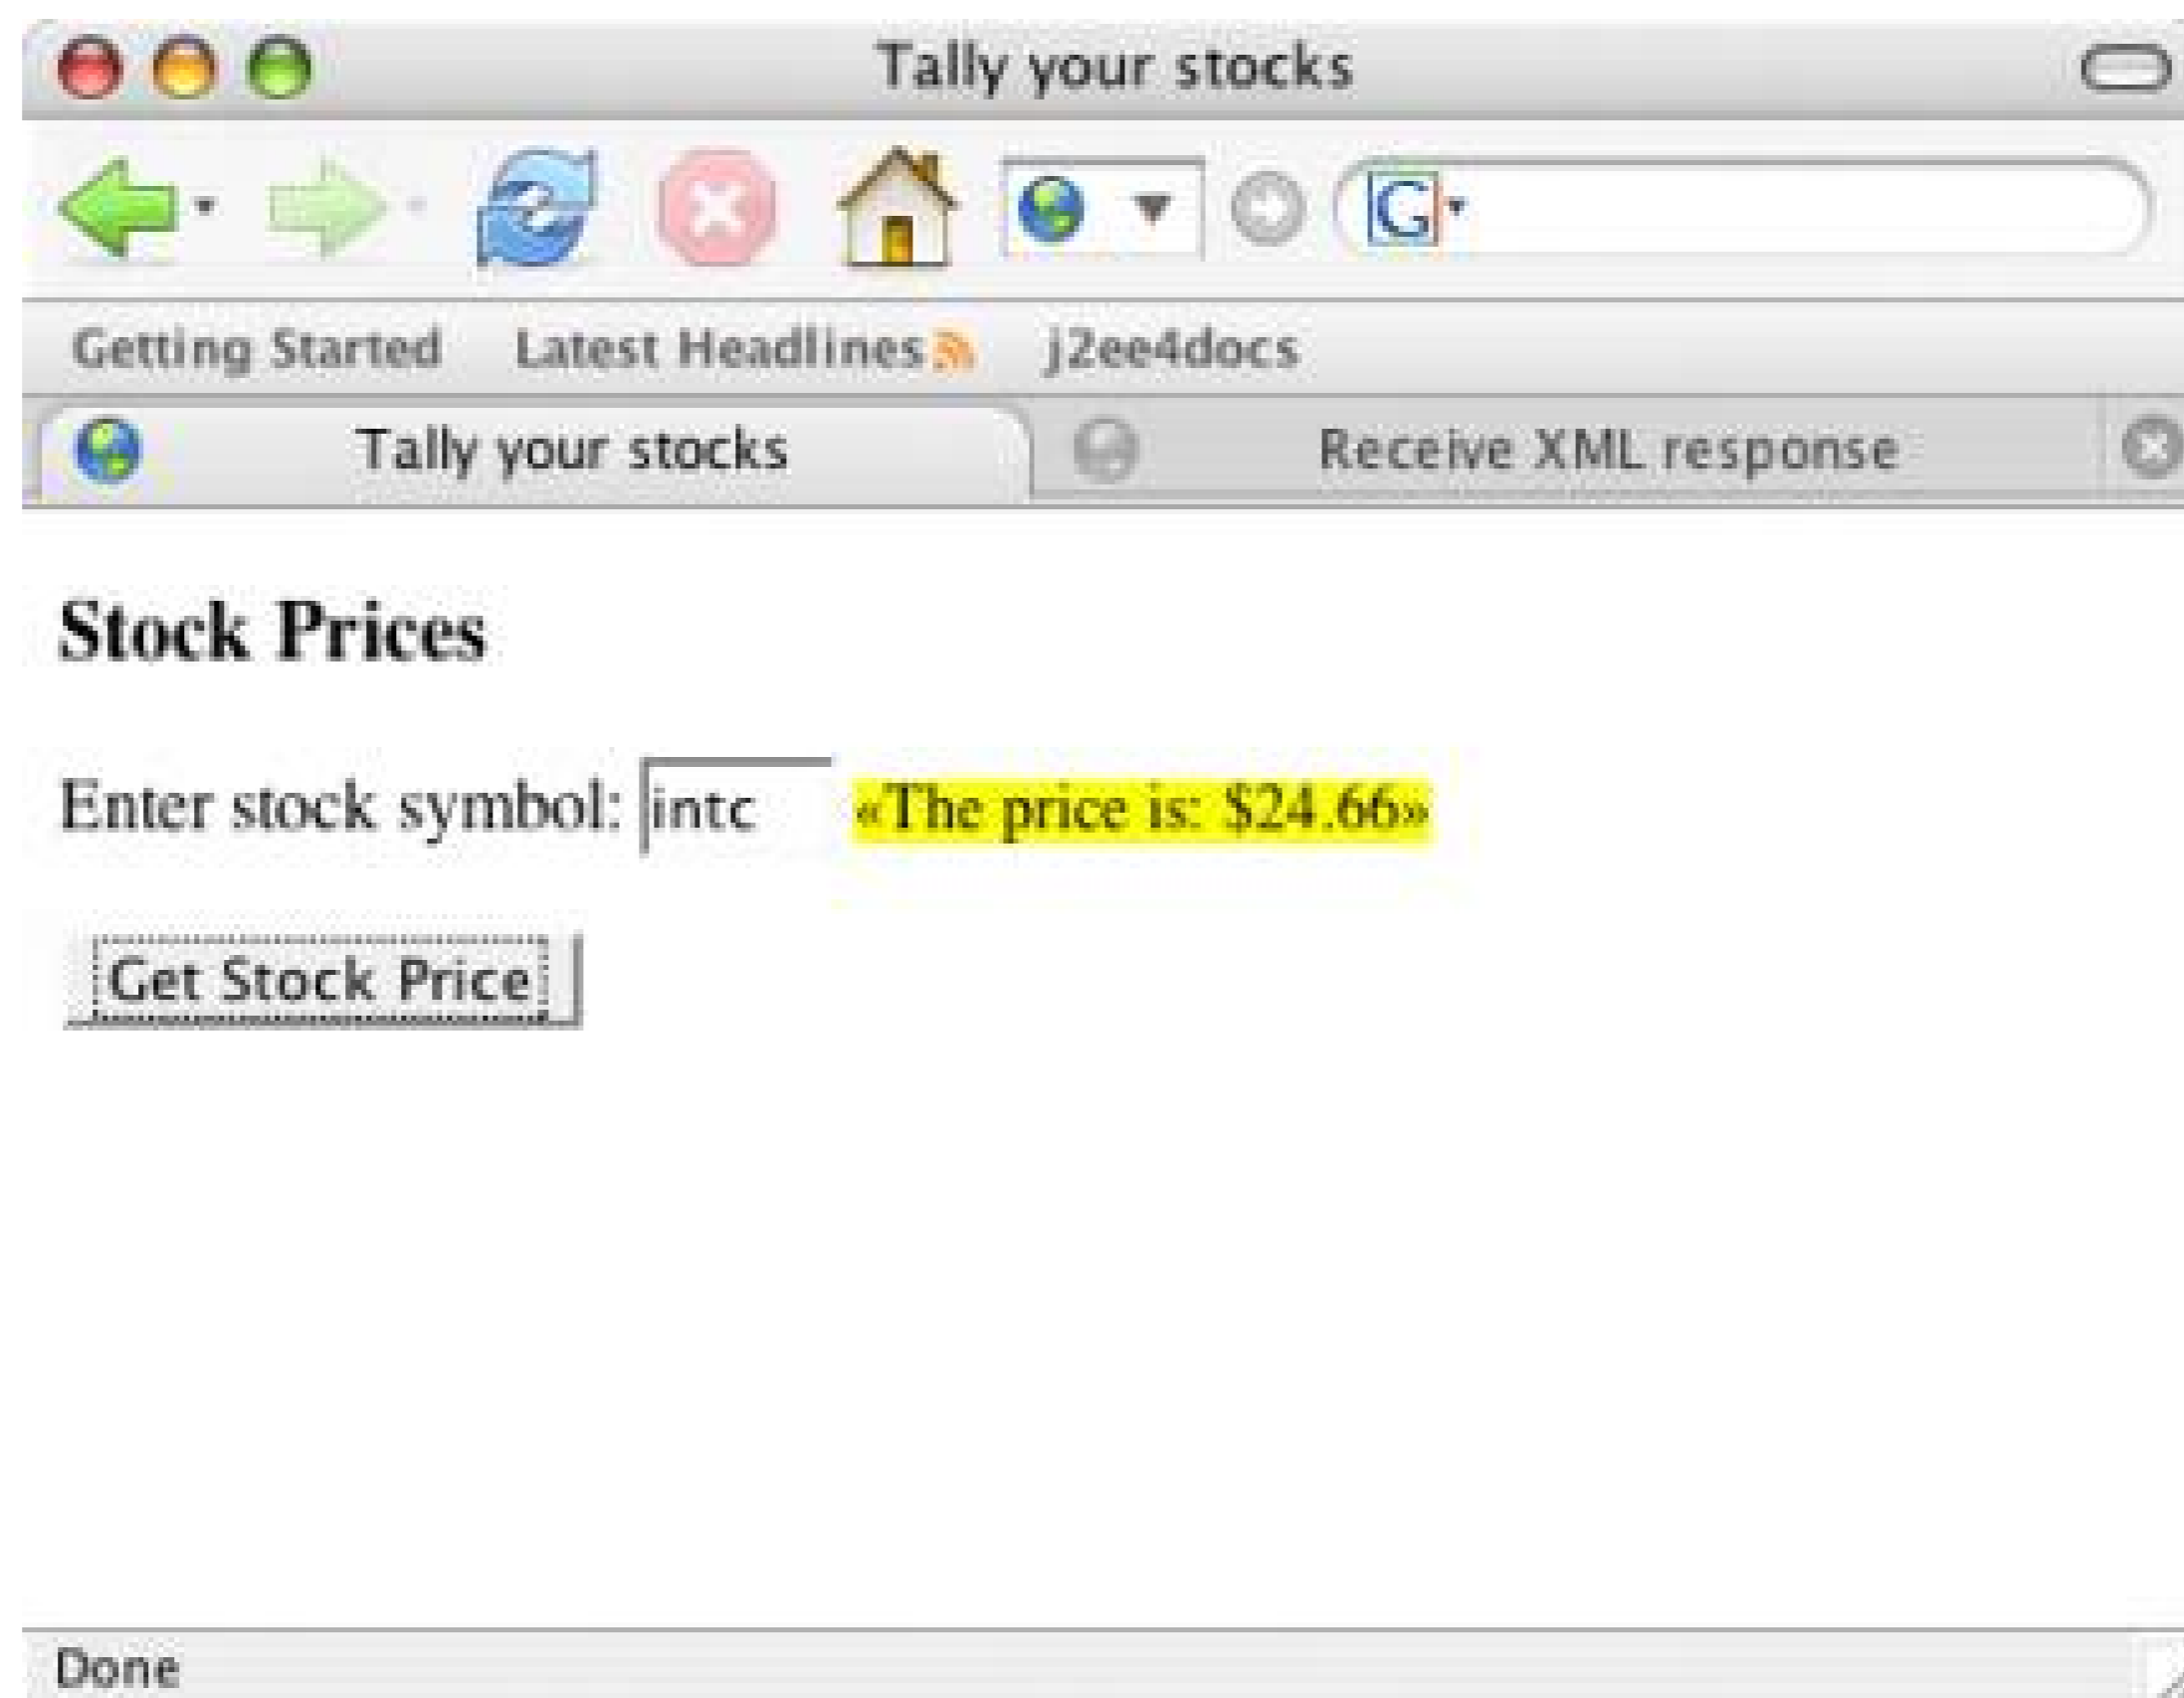 Tally your stocks
G
Getting Started Latest Headlines j2ee4docs
Tally your stocks Receive XML response
Stock Prices
Enter stock symbol: intc «The price is: $24.66»
Get Stock Price
Done